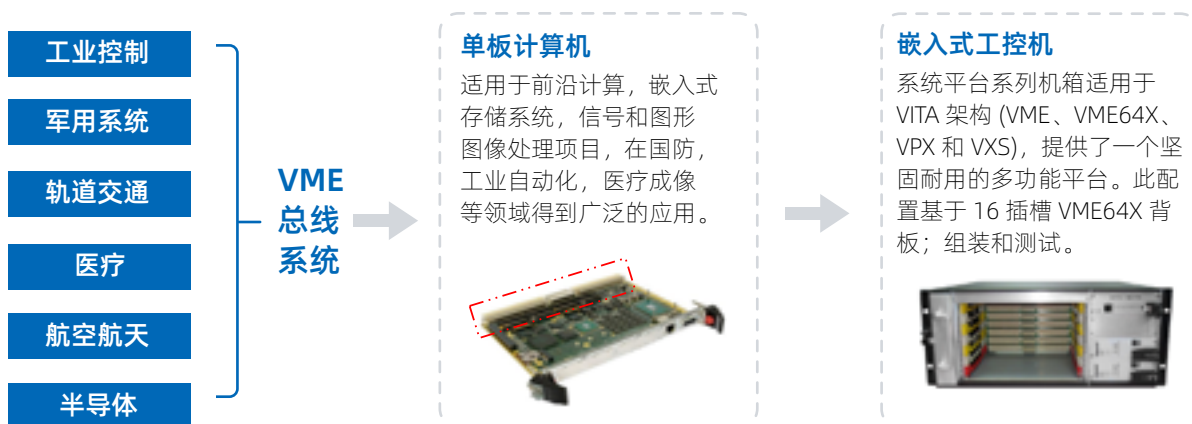 工业控制
军用系统
轨道交通
医疗
航空航天
半导体
VME
总线
系统
单板计算机
适用于前沿计算，嵌入式
存储系统，信号和图形
图像处理项目，在国防，
工业自动化，医疗成像
等领域得到广泛的应用。
嵌入式工控机
系统平台系列机箱适用于
VITA 架构 (VME、VME64X、
VPX 和 VXS)，提供了一个坚
固耐用的多功能平台。此配
置基于 16 插槽 VME64X 背
板；组装和测试。